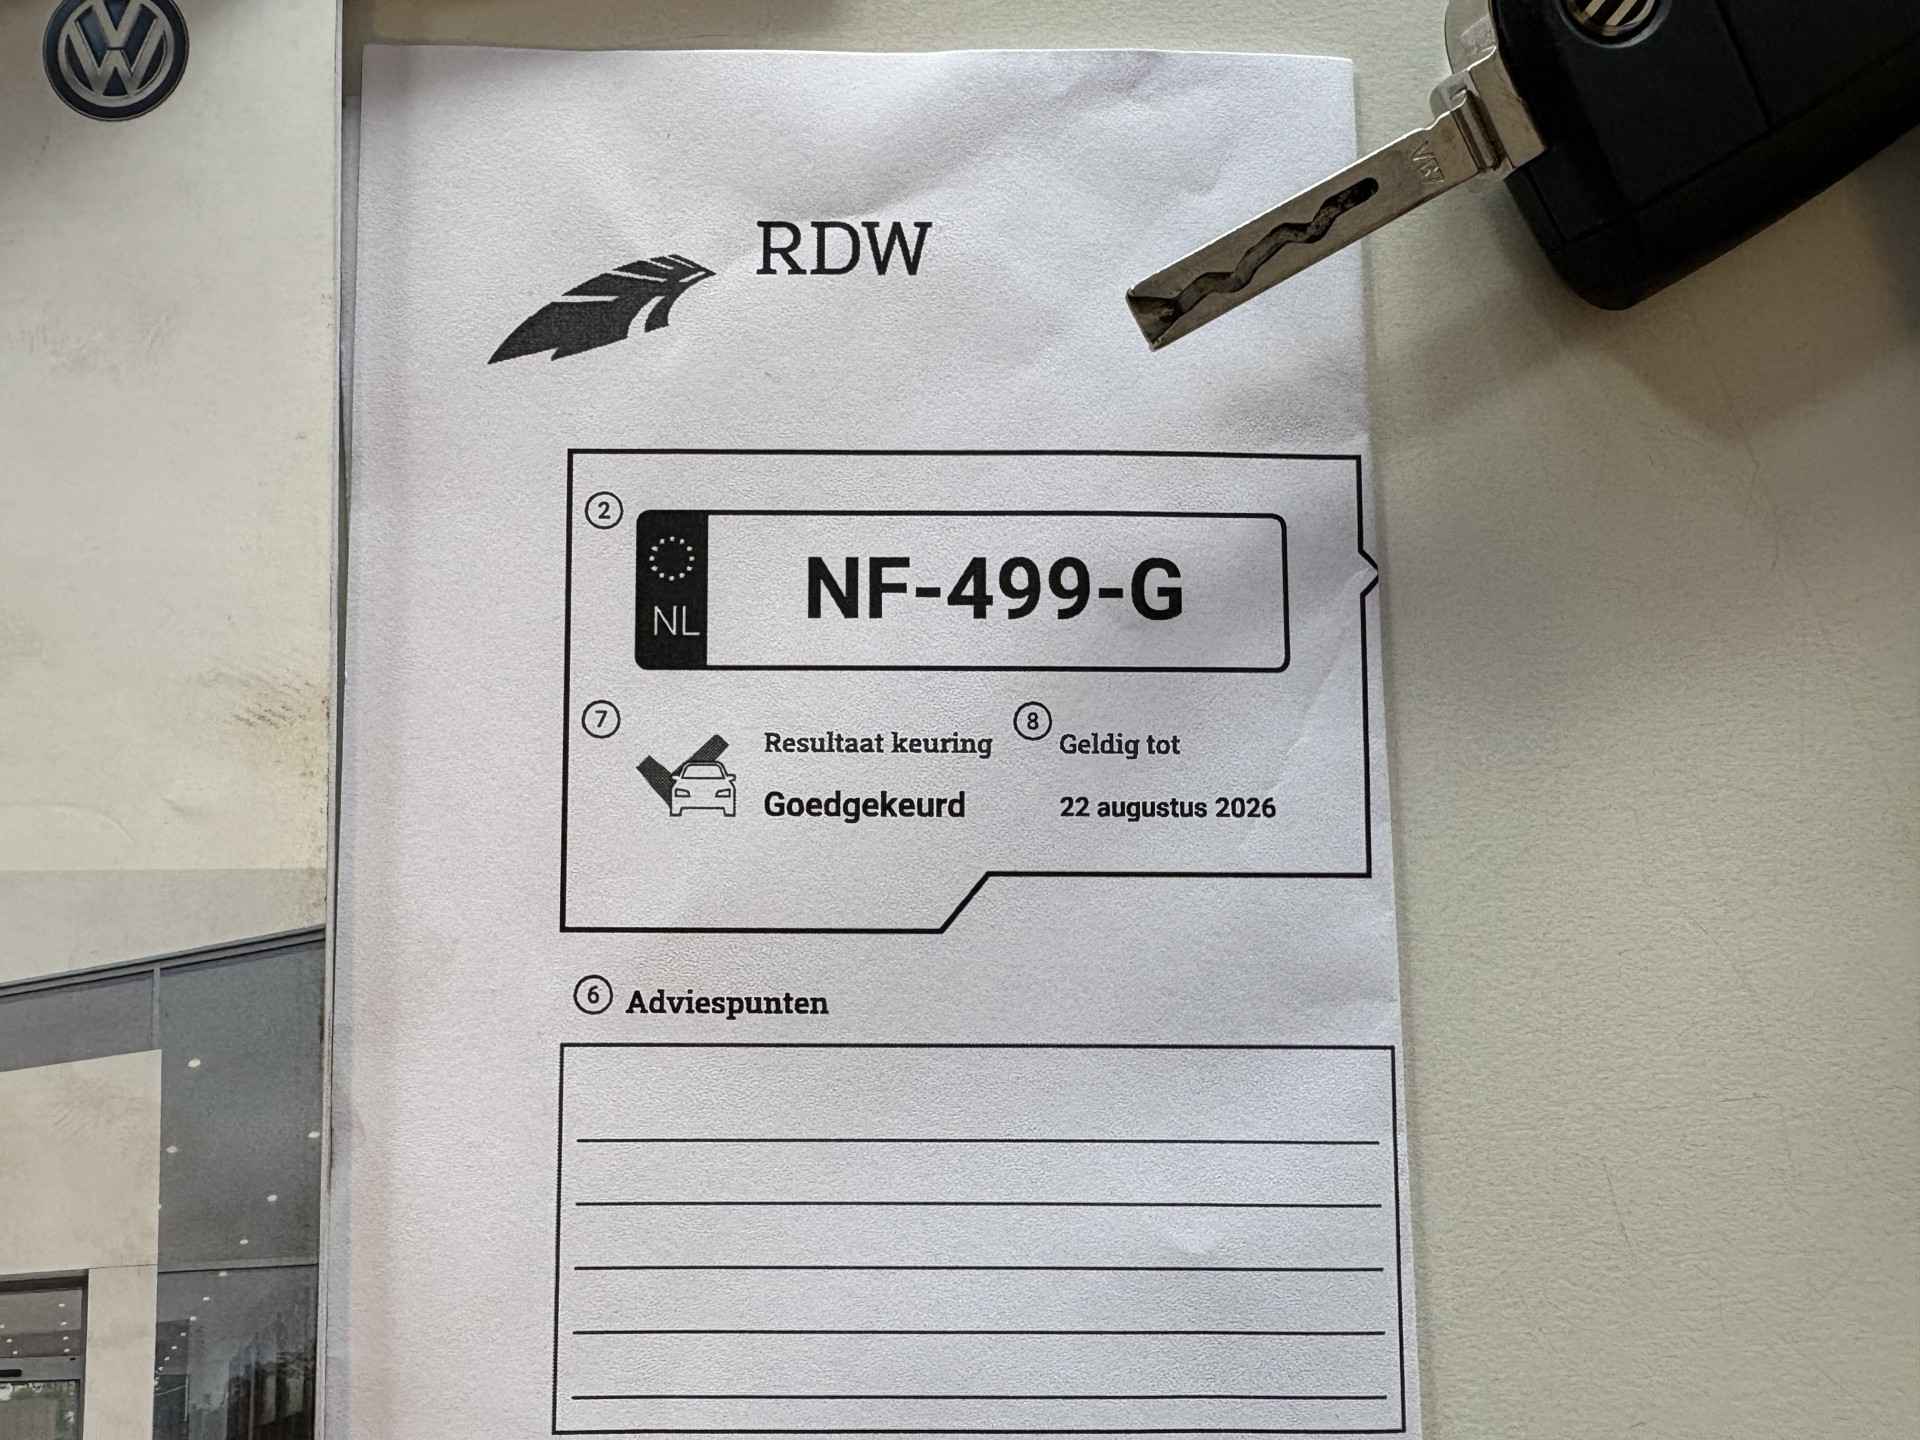 RDW
2
NL
NF-499-G
7
Resultaat keuring
8
Geldig tot
Goedgekeurd
22 augustus 2026
6
Adviespunten